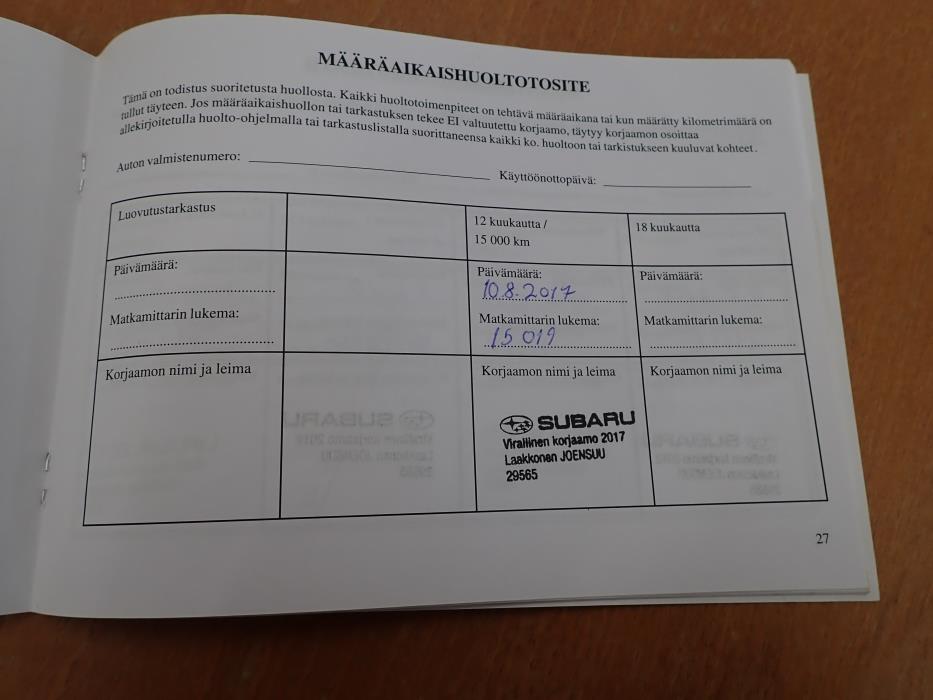 MÄÄRÄAIKAISHUOLTOTOSITE
Tämä on todistus suoritetusta huollosta. Kaikki huoltotoimenpiteet on tehtävä määräaikana tai kun määrätty kilometrimäärä on
tullut täyteen. Jos määräaikaishuollon tai tarkastuksen tekee EI valtuutettu korjaamo, täytyy korjaamon osoittaa
allekirjoitetulla huolto-ohjelmalla tai tarkastuslistalla suorittaneensa kaikki ko. huoltoon tai tarkistukseen kuuluvat kohteet.
Auton valmistenumero:
Käyttöönottopäivä:
Luovutustarkastus
12 kuukautta /
15 000 km
18 kuukautta
Päivämäärä:
Päivämäärä:
10.8.2017
Päivämäärä:
Matkamittarin lukema:
Matkamittarin lukema:
15 019
Matkamittarin lukema:
Korjaamon nimi ja leima
Korjaamon nimi ja leima
Korjaamon nimi ja leima
SUBARU
Virallinen korjaamo 2017
Laakkonen JOENSUU
29565
27